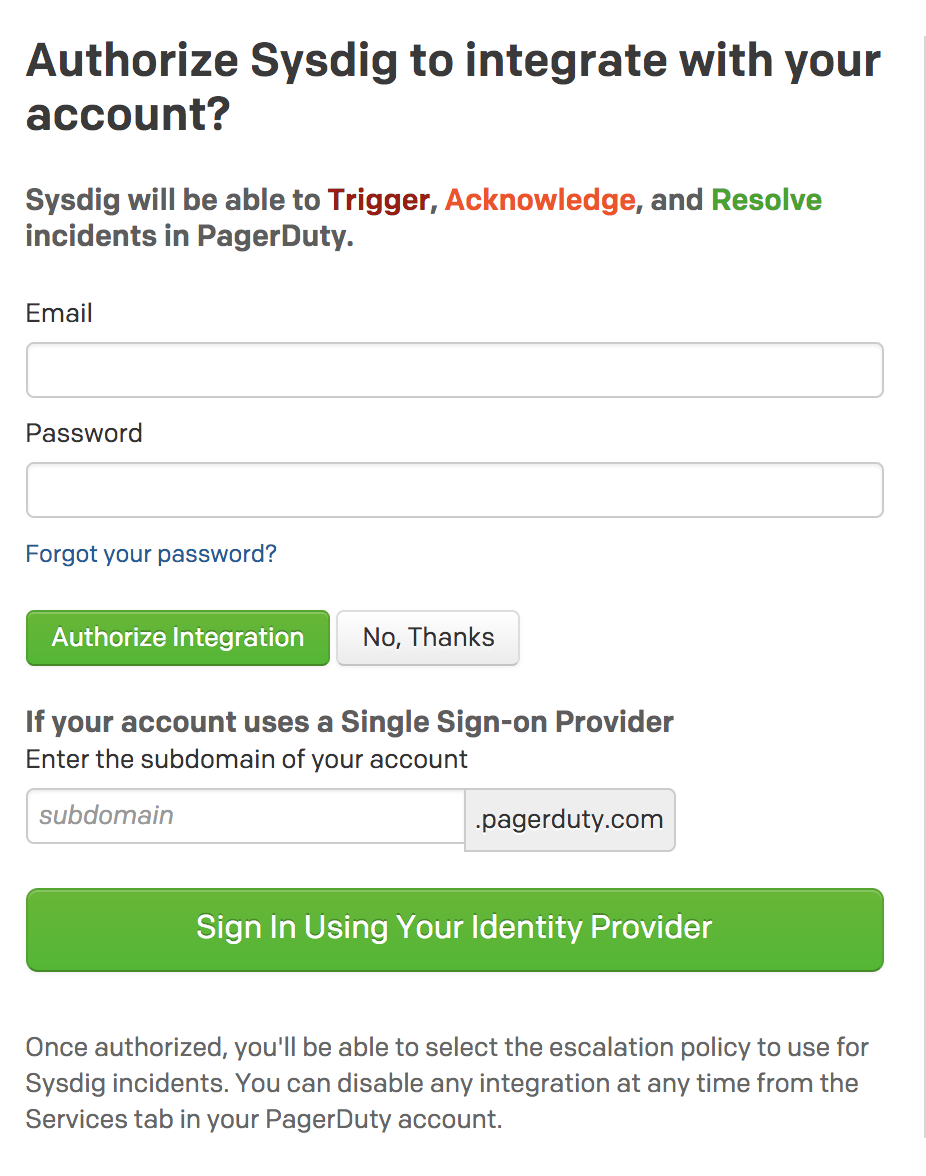 Authorize Sysdig to integrate with your
account?
Sysdig will be able to Trigger, Acknowledge, and Resolve
incidents in PagerDuty.
Email
Password
Forgot your password?
Authorize Integration
No, Thanks
If your account uses a Single Sign-on Provider
Enter the subdomain of your account
subdomain
.pagerduty.com
Sign In Using Your Identity Provider
Once authorized, you'll be able to select the escalation policy to use for
Sysdig incidents. You can disable any integration at any time from the
Services tab in your PagerDuty account.